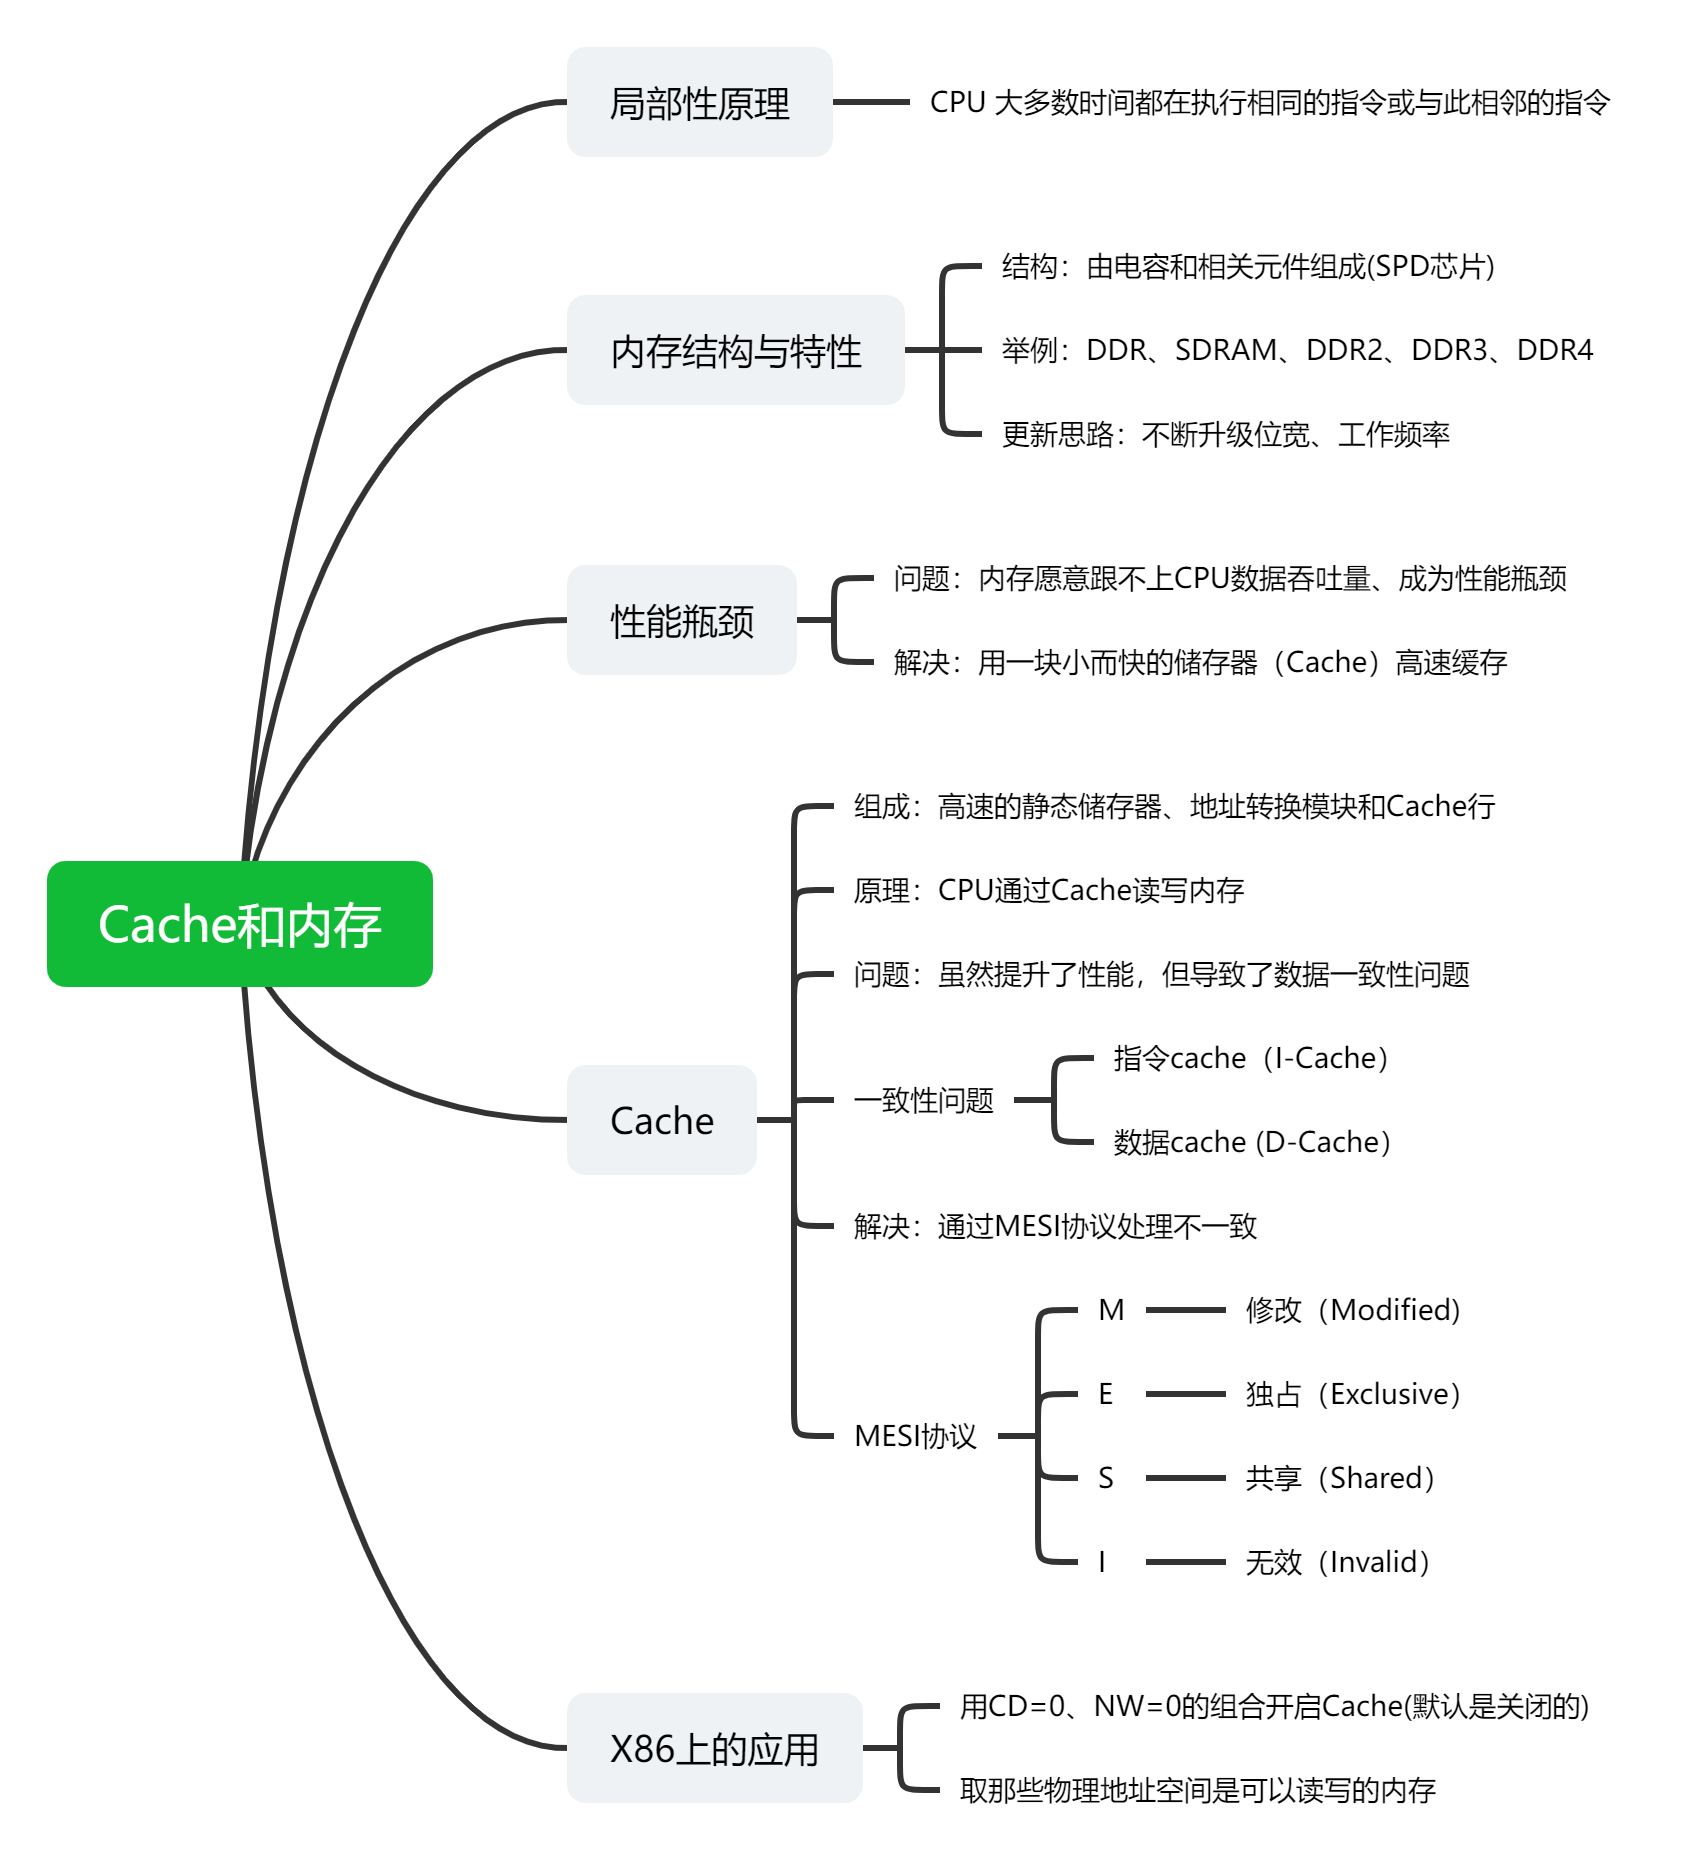 局部性原理
CPU 大多数时间都在执行相同的指令或与此相邻的指令
内存结构与特性
结构：由电容和相关元件组成(SPD芯片)
举例：DDR、SDRAM、DDR2、DDR3、DDR4
更新思路：不断升级位宽、工作频率
性能瓶颈
问题：内存愿意跟不上CPU数据吞吐量、成为性能瓶颈
解决：用一块小而快的储存器（Cache）高速缓存
Cache和内存
Cache
组成：高速的静态储存器、地址转换模块和Cache行
原理：CPU通过Cache读写内存
问题：虽然提升了性能，但导致了数据一致性问题
一致性问题
指令cache（I-Cache）
数据cache (D-Cache）
解决：通过MESI协议处理不一致
MESI协议
M
修改（Modified)
E
独占（Exclusive）
S
共享（Shared）
I
无效（Invalid）
X86上的应用
用CD=0、NW=0的组合开启Cache(默认是关闭的)
取那些物理地址空间是可以读写的内存